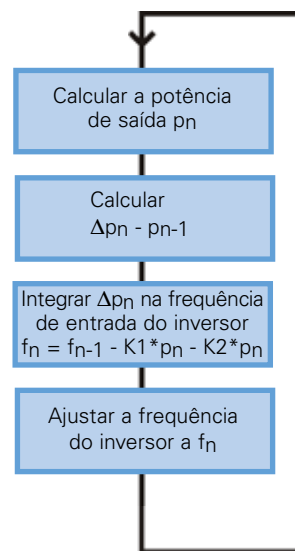 Calcular a potência
de saída pn
Calcular
Δpn - pn-1
Integrar Δpn na frequência
de entrada do inversor
fn = fn-1 - K1*pn - K2*pn
Ajustar a frequência
do inversor a fn